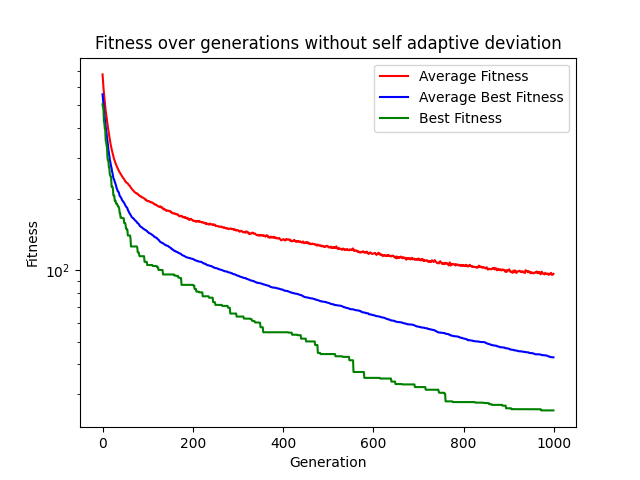 Fitness over generations without self adaptive deviation
Average Fitness
Average Best Fitness
Best Fitness
Fitness
10²
0
200
400
600
800
1000
Generation